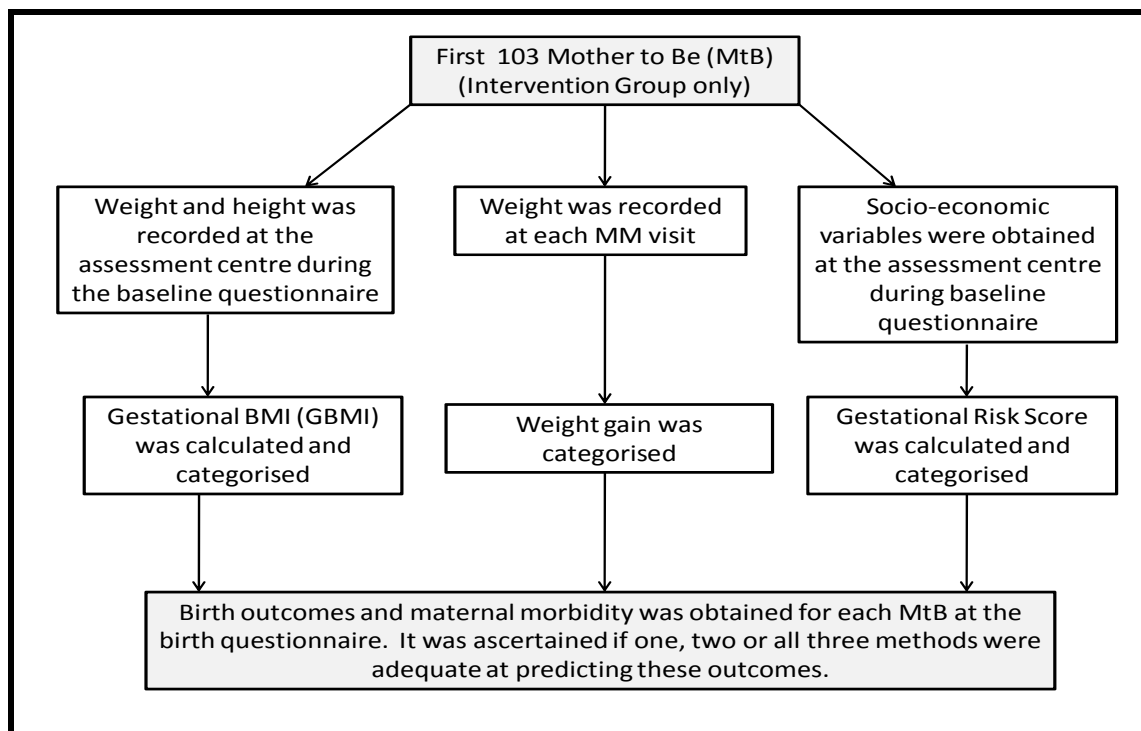 First 103 Mother to Be (MtB)
(Intervention Group only)
Weight and height was
recorded at the
assessment centre during
the baseline questionnaire
Weight was recorded
at each MM visit
Socio-economic
variables were obtained
at the assessment centre
during baseline
questionnaire
Gestational BMI (GBMI)
was calculated and
categorised
Weight gain was
categorised
Gestational Risk Score
was calculated and
categorised
Birth outcomes and maternal morbidity was obtained for each MtB at the
birth questionnaire. It was ascertained if one, two or all three methods were
adequate at predicting these outcomes.